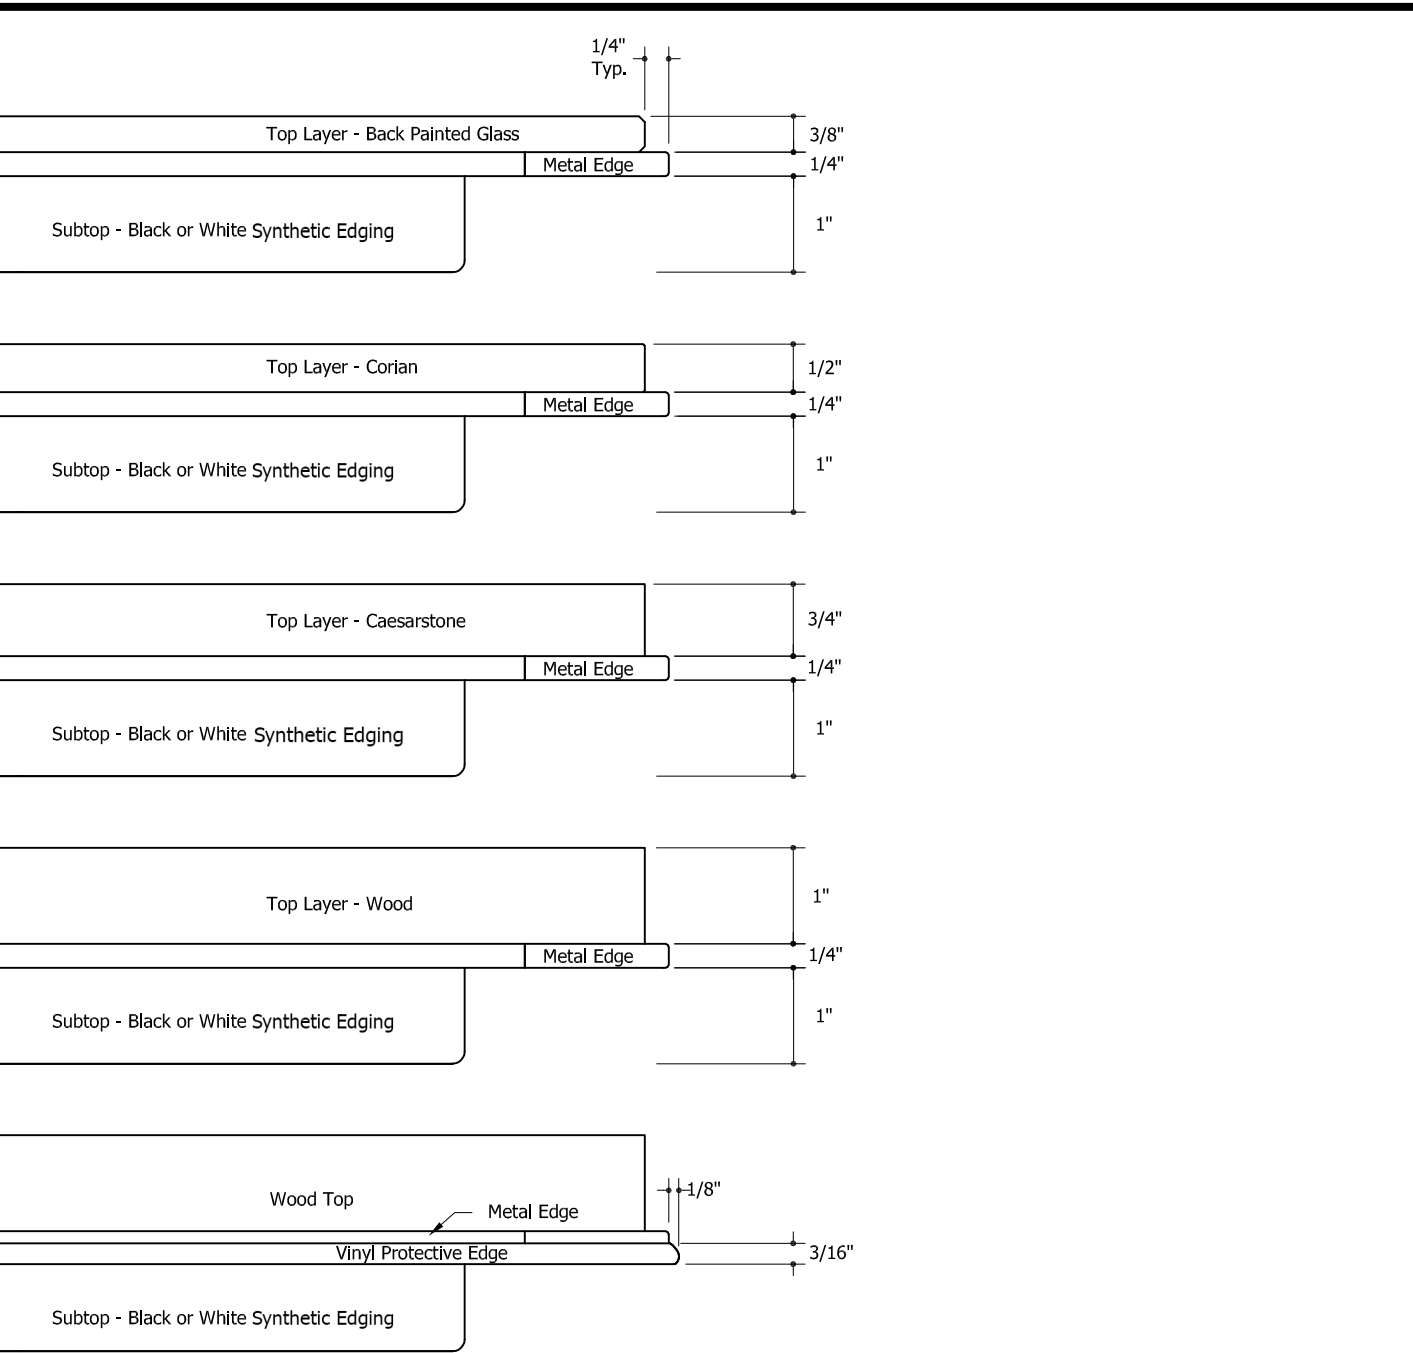 1/4"
Typ.
Top Layer - Back Painted Glass
3/8"
Metal Edge
1/4"
Subtop - Black or White Synthetic Edging
1"
Top Layer - Corian
1/2"
Metal Edge
1/4"
Subtop - Black or White Synthetic Edging
1"
Top Layer - Caesarstone
3/4"
Metal Edge
1/4"
Subtop - Black or White Synthetic Edging
1"
Top Layer - Wood
1"
Metal Edge
1/4"
Subtop - Black or White Synthetic Edging
1"
Wood Top
1/8"
Metal Edge
Vinyl Protective Edge
3/16"
Subtop - Black or White Synthetic Edging